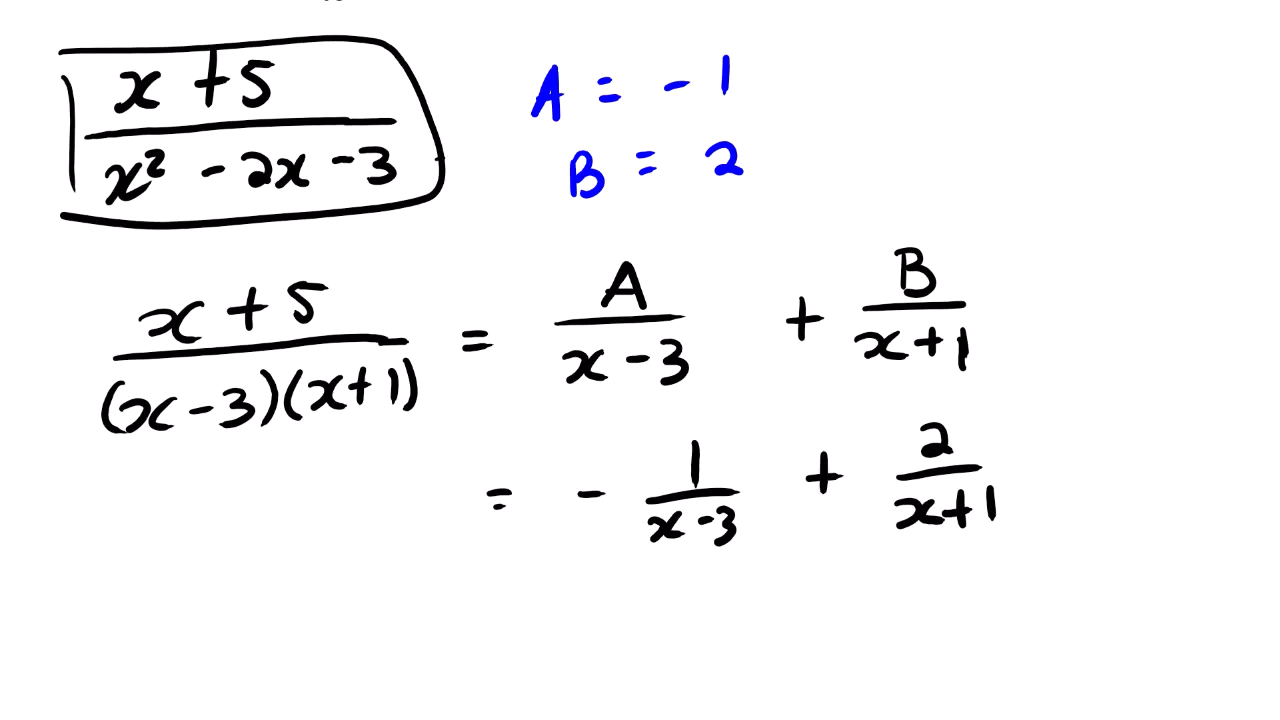 x + 5
x² - 2x - 3
A = - 1
B = 2
x + 5 / (x - 3)(x + 1) = A / x - 3 + B / x + 1
= - 1 / x - 3 + 2 / x + 1